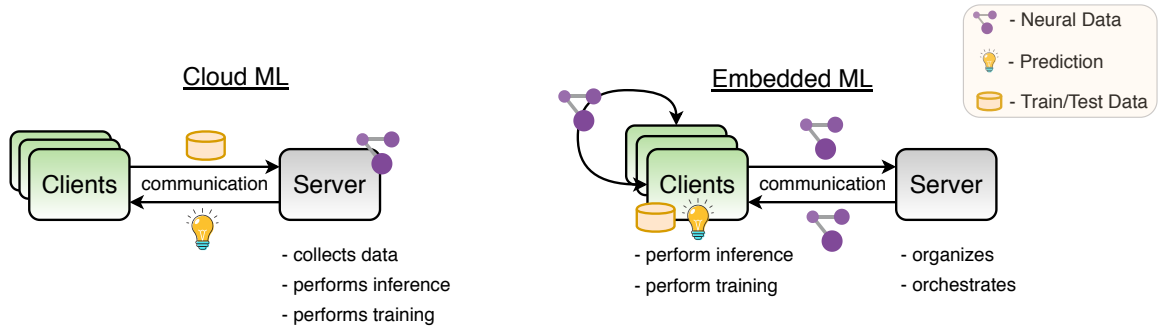 Cloud ML
Clients
communication
Server
- collects data
- performs inference
- performs training
Embedded ML
Clients
communication
Server
- perform inference
- perform training
- organizes
- orchestrates
- Neural Data
- Prediction
- Train/Test Data